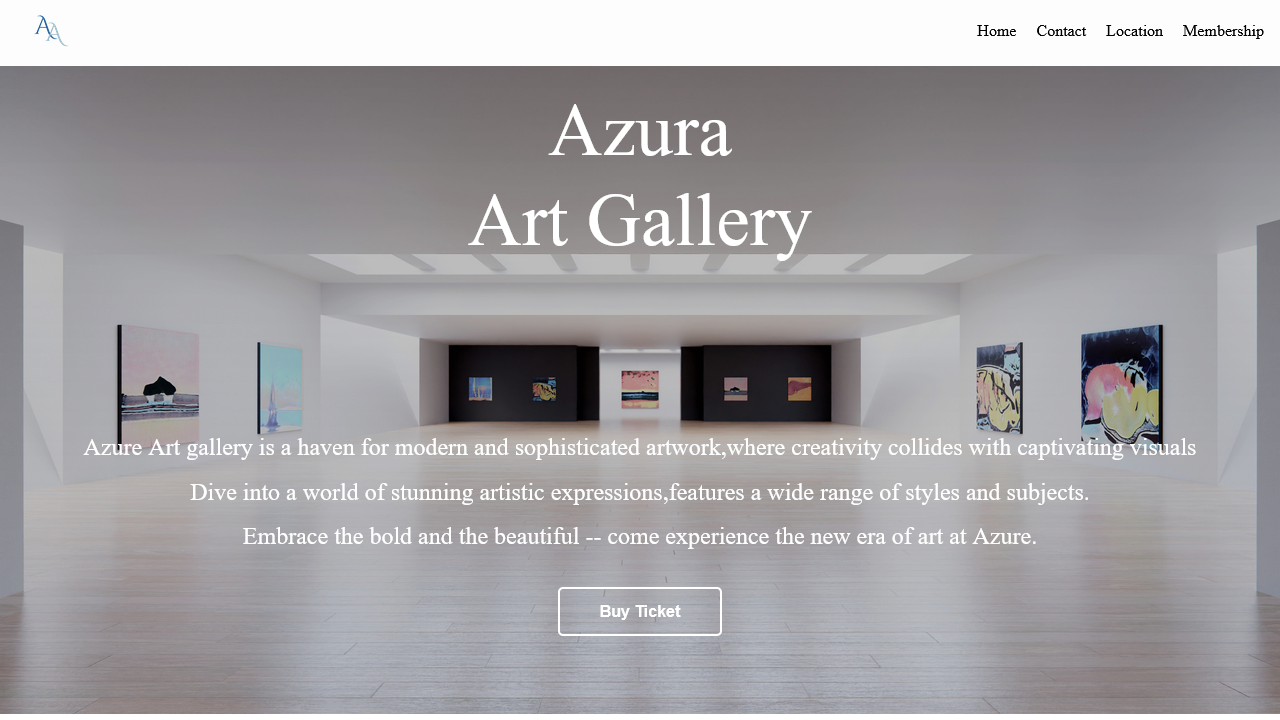 AA
Home Contact Location Membership
Azura
Art Gallery
Azure Art gallery is a haven for modern and sophisticated artwork,where creativity collides with captivating visuals
Dive into a world of stunning artistic expressions,features a wide range of styles and subjects.
Embrace the bold and the beautiful -- come experience the new era of art at Azure.
Buy Ticket